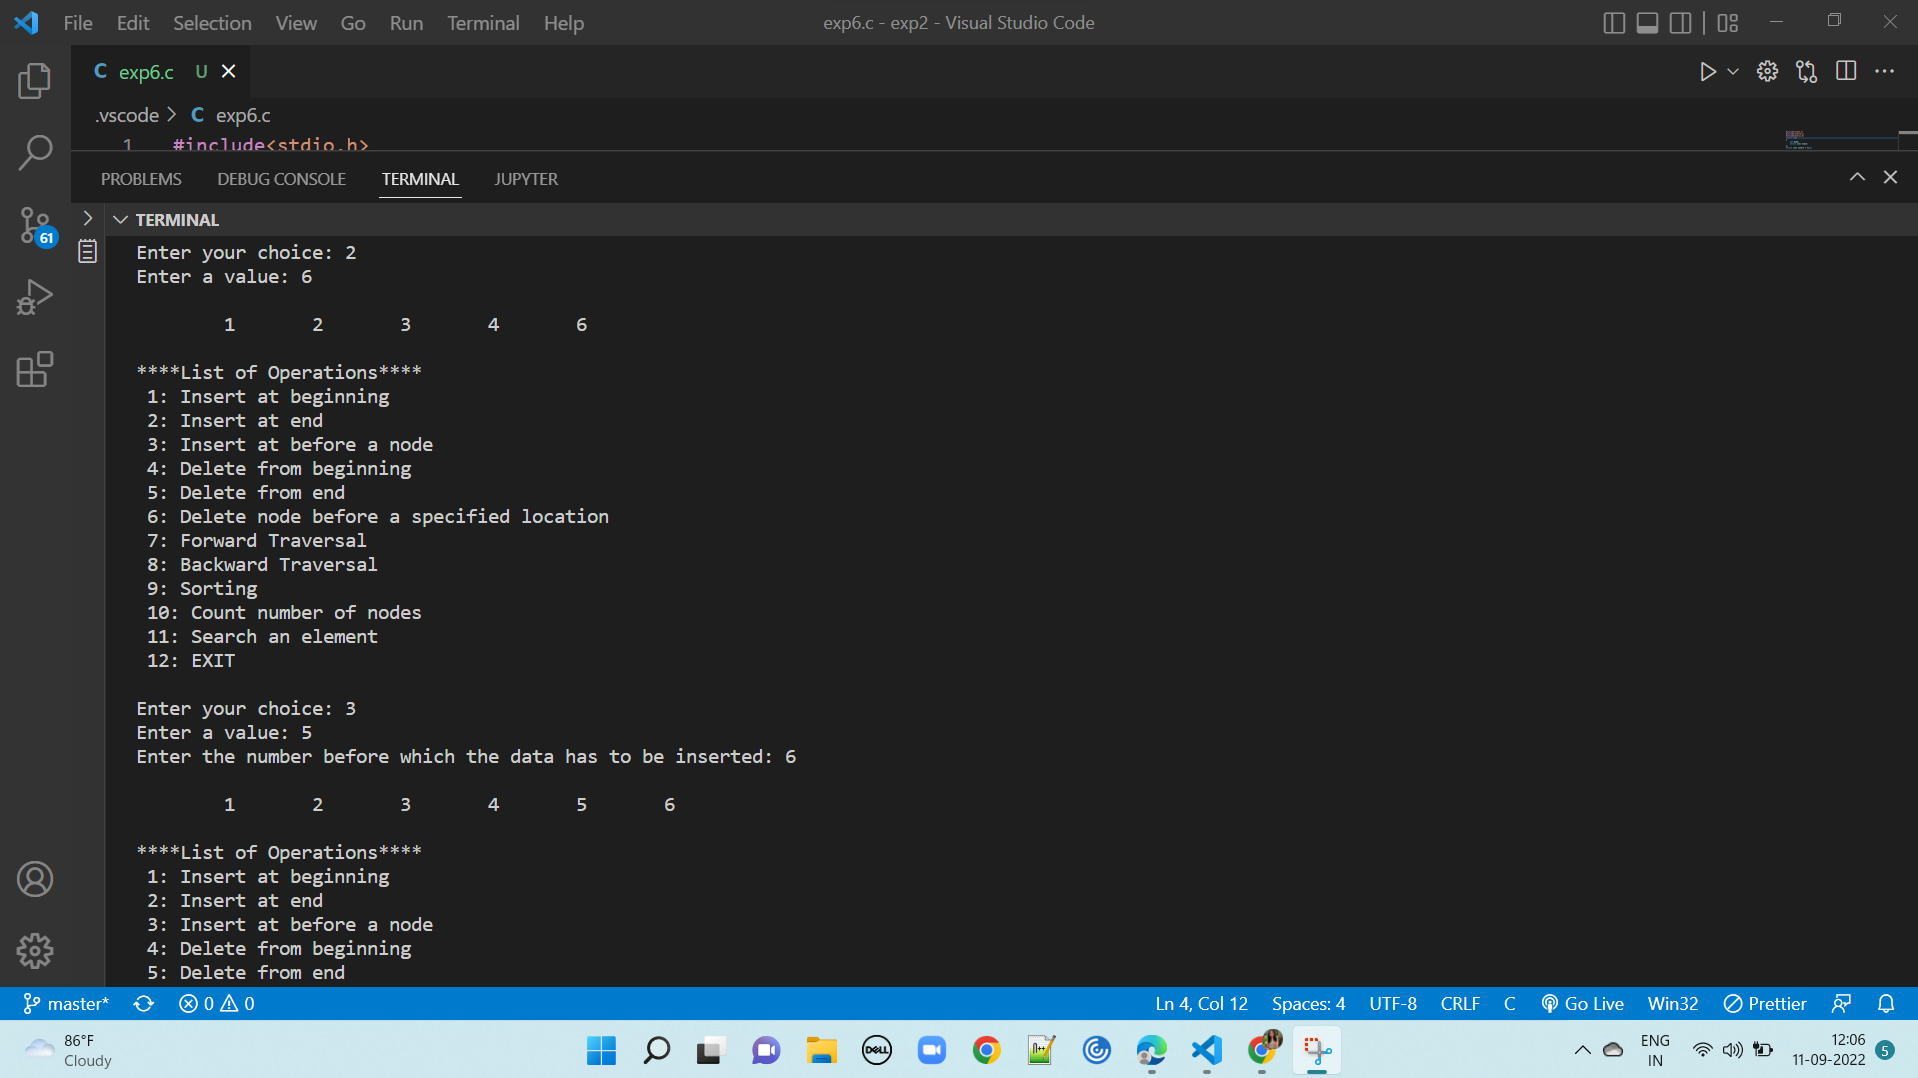 File Edit Selection View Go Run Terminal Help exp6.c - exp2 - Visual Studio Code
C exp6.c U
.vscode > C exp6.c
1 #include<stdio.h>
PROBLEMS DEBUG CONSOLE TERMINAL JUPYTER
TERMINAL
61
Enter your choice: 2
Enter a value: 6
1 2 3 4 6
****List of Operations****
1: Insert at beginning
2: Insert at end
3: Insert at before a node
4: Delete from beginning
5: Delete from end
6: Delete node before a specified location
7: Forward Traversal
8: Backward Traversal
9: Sorting
10: Count number of nodes
11: Search an element
12: EXIT
Enter your choice: 3
Enter a value: 5
Enter the number before which the data has to be inserted: 6
1 2 3 4 5 6
****List of Operations****
1: Insert at beginning
2: Insert at end
3: Insert at before a node
4: Delete from beginning
5: Delete from end
master* 0 0 Ln 4, Col 12 Spaces: 4 UTF-8 CRLF C Go Live Win32 Prettier
86°F
Cloudy
DELL
ENG
IN
12:06
11-09-2022
5